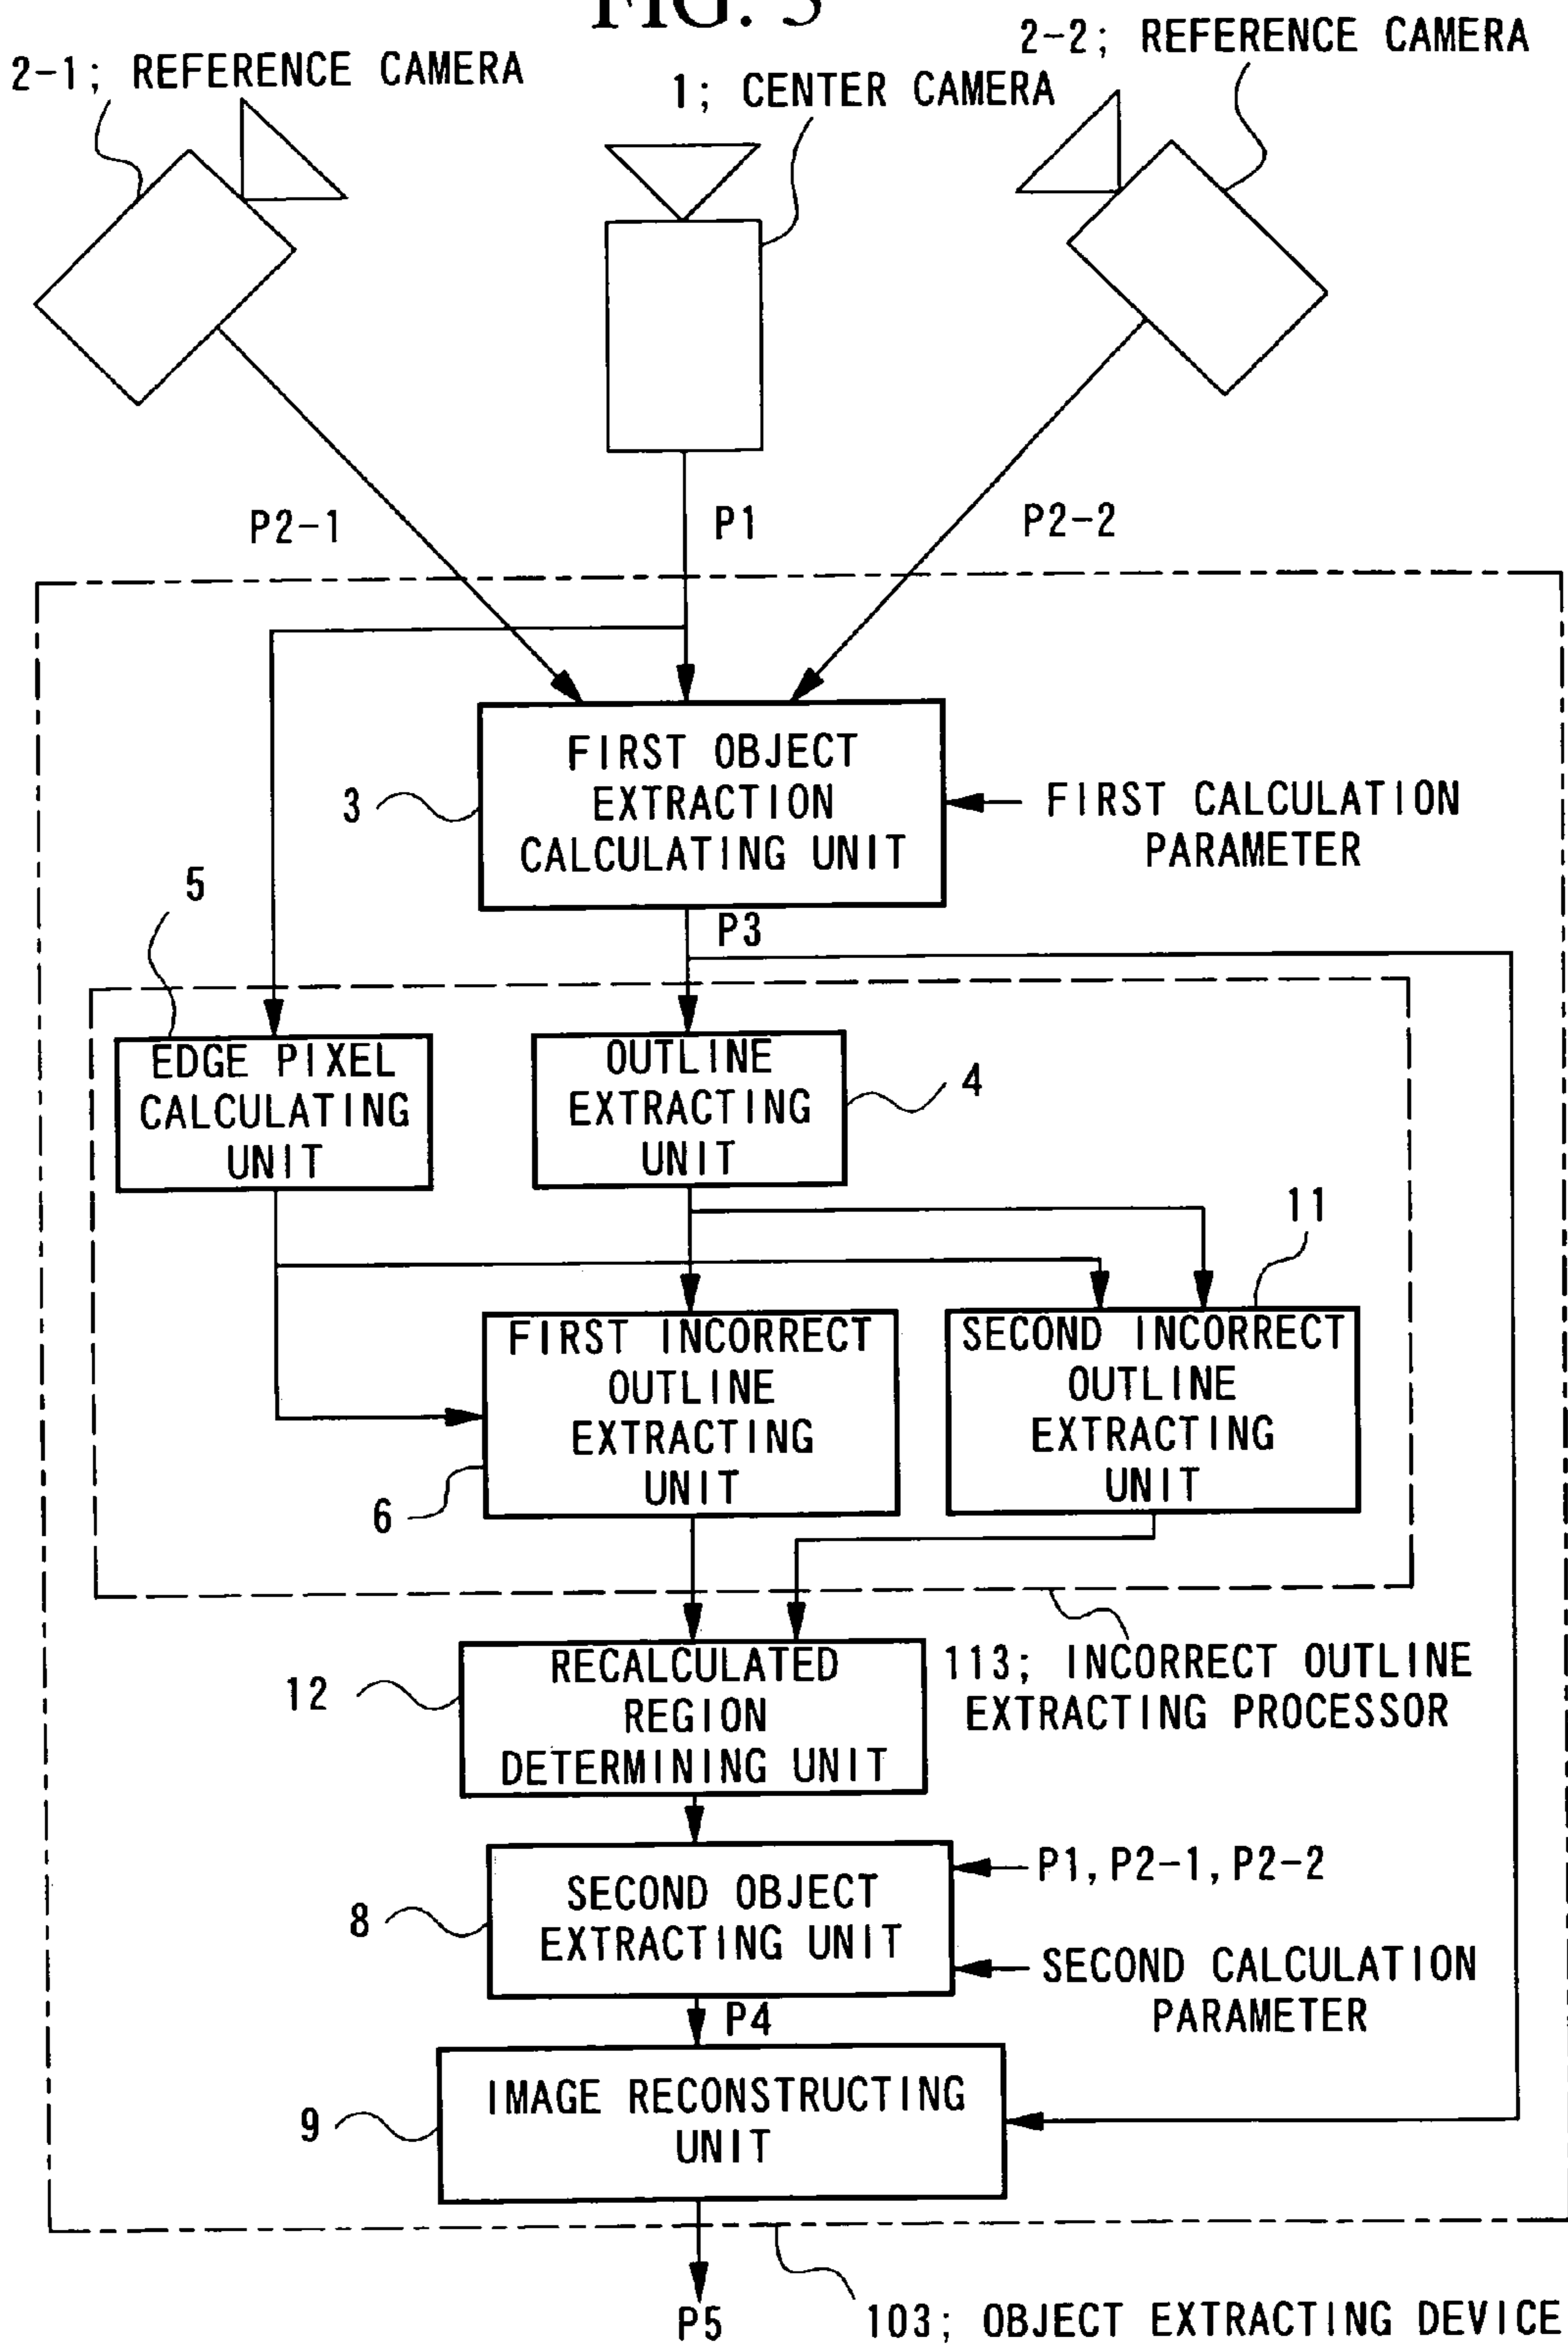 FIG. 3
2-1; REFERENCE CAMERA
1; CENTER CAMERA
2-2; REFERENCE CAMERA
P2-1
P1
P2-2
FIRST OBJECT
EXTRACTION
CALCULATING UNIT
3
FIRST CALCULATION
PARAMETER
5
P3
EDGE PIXEL
CALCULATING
UNIT
OUTLINE
EXTRACTING
UNIT
4
11
FIRST INCORRECT
OUTLINE
EXTRACTING
UNIT
SECOND INCORRECT
OUTLINE
EXTRACTING
UNIT
6
RECALCULATED
REGION
DETERMINING UNIT
12
113; INCORRECT OUTLINE
EXTRACTING PROCESSOR
SECOND OBJECT
EXTRACTING UNIT
8
P1, P2-1, P2-2
SECOND CALCULATION
PARAMETER
P4
IMAGE RECONSTRUCTING
UNIT
9
P5
103; OBJECT EXTRACTING DEVICE